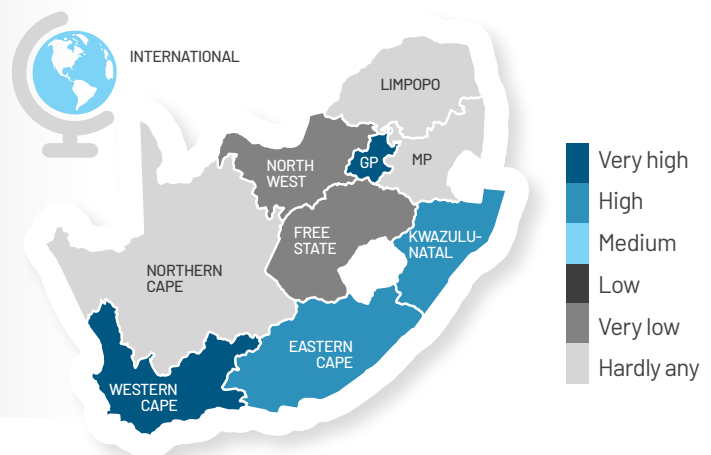 INTERNATIONAL
LIMPOPO
NORTH
WEST
GP
MP
FREE
STATE
KWAZULU-
NATAL
NORTHERN
CAPE
EASTERN
CAPE
WESTERN
CAPE
Very high
High
Medium
Low
Very low
Hardly any